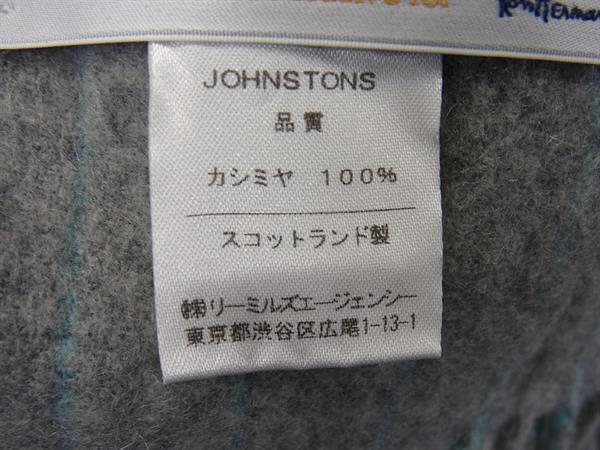 Ron Herman
JOHNSTONS
品質
カシミヤ 100%
スコットランド製
㈱リーミルズエージェンシー
東京都渋谷区広尾1-13-1